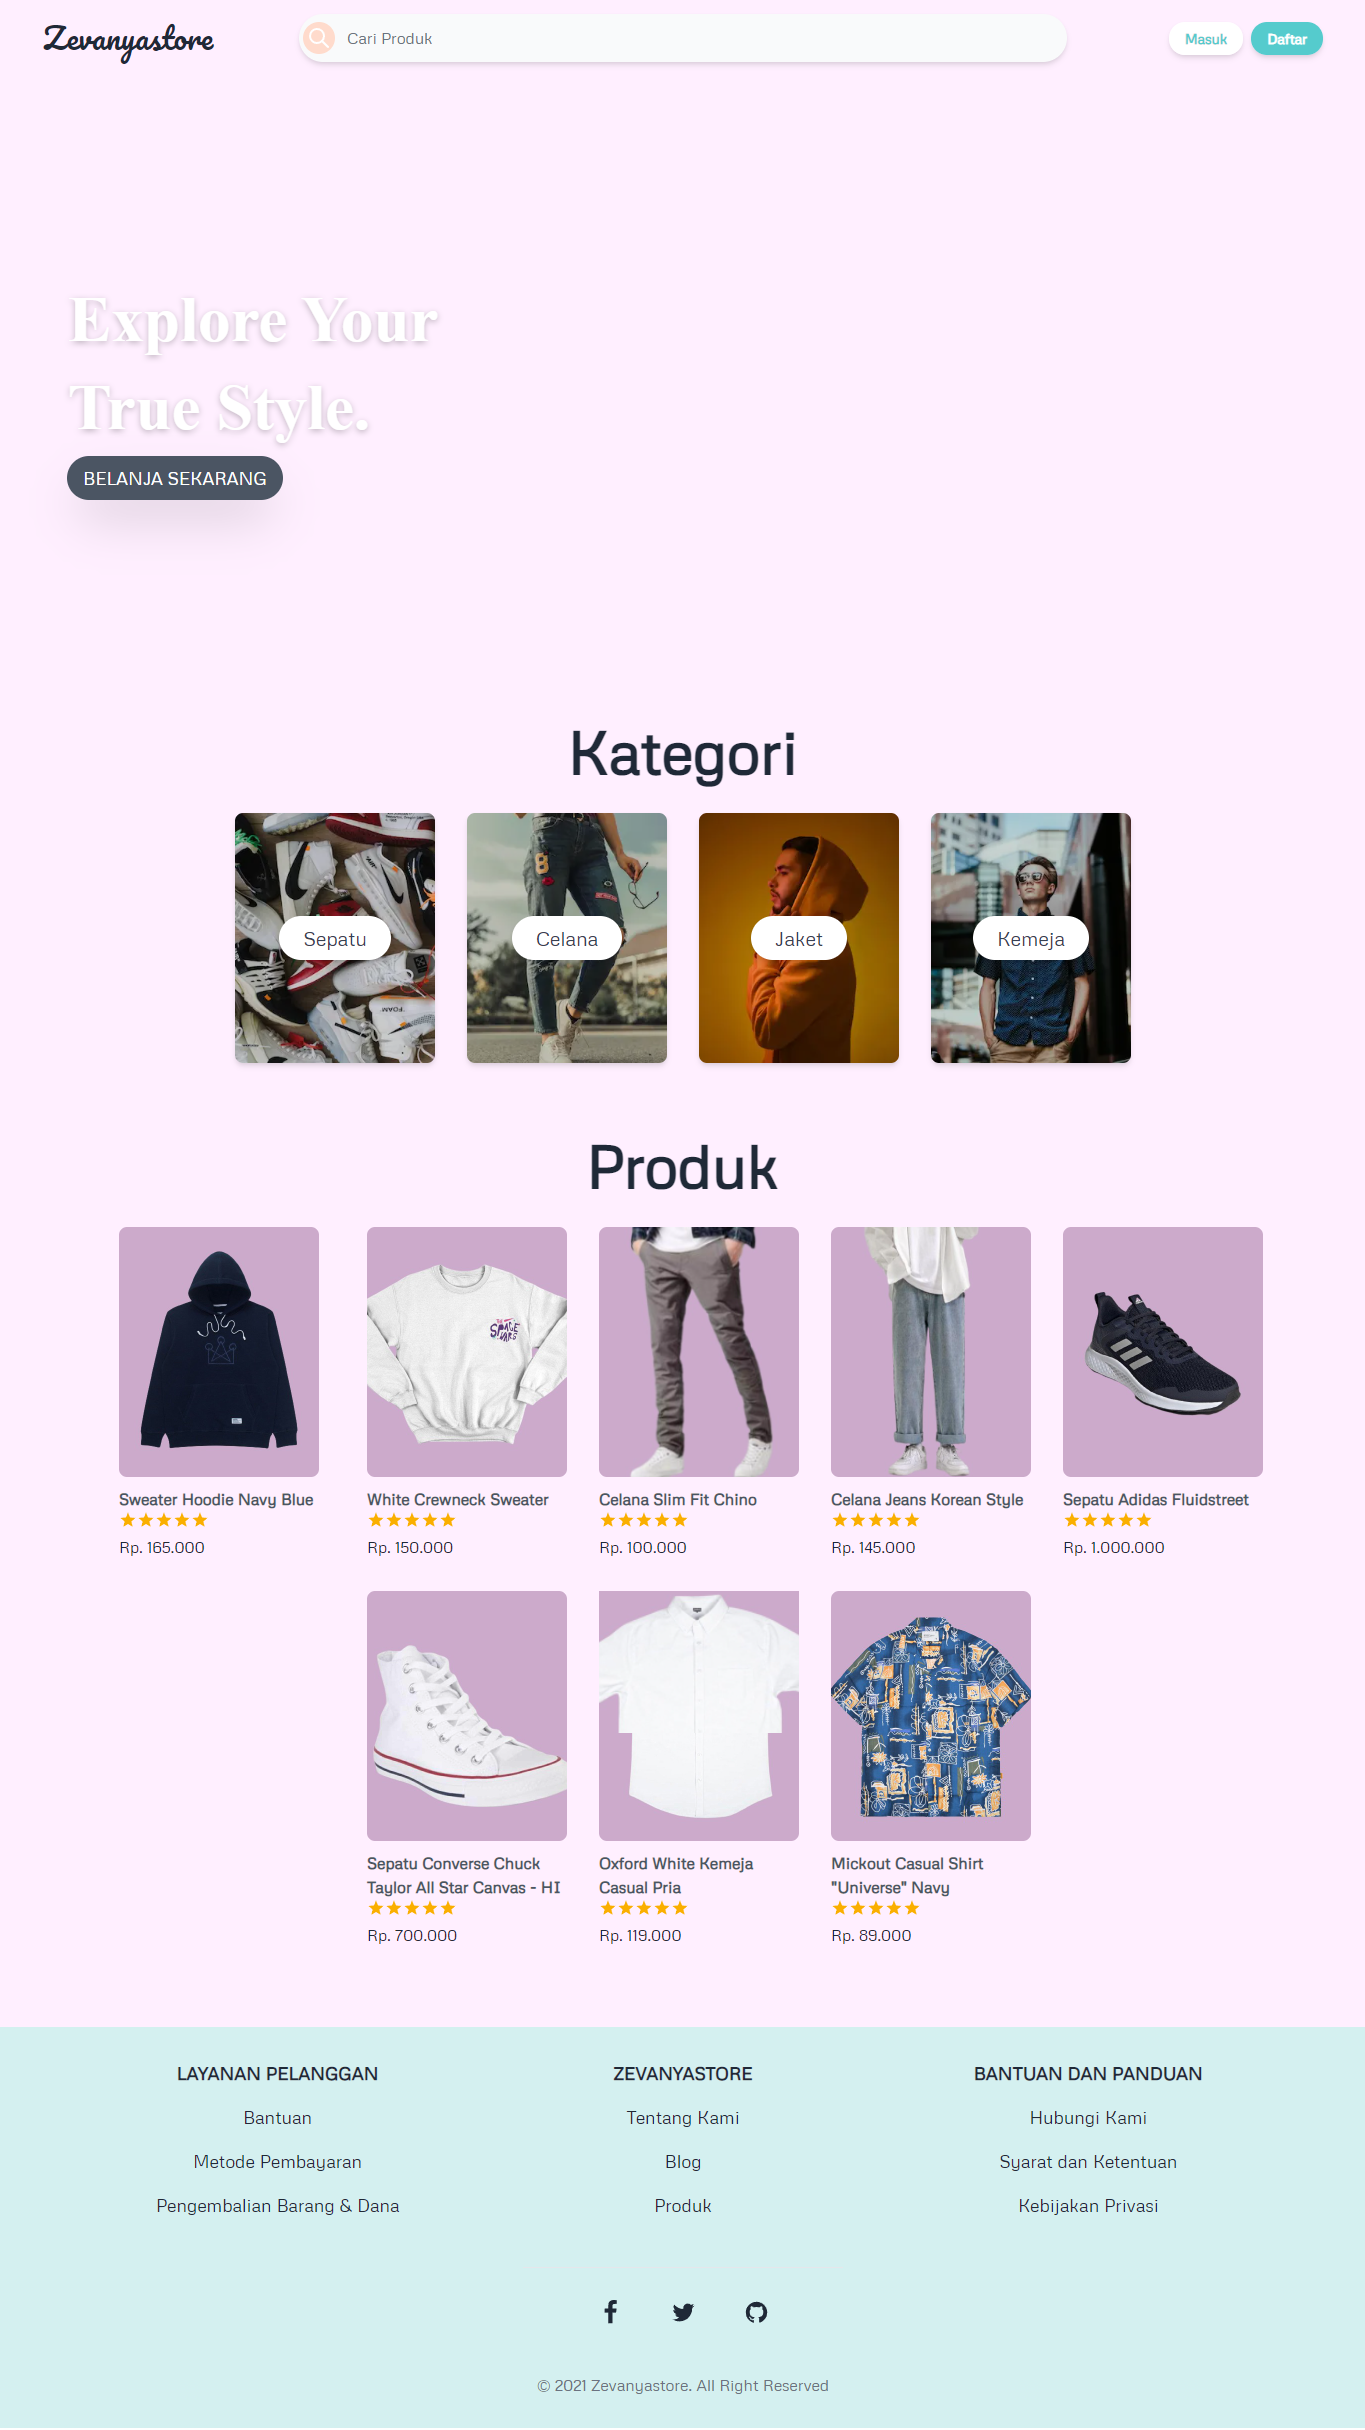 Zevanyastore
Cari Produk
Masuk
Daftar
Explore Your
True Style.
BELANJA SEKARANG
Kategori
Sepatu
Celana
Jaket
Kemeja
Produk
Sweater Hoodie Navy Blue
Rp. 165.000
White Crewneck Sweater
Rp. 150.000
Celana Slim Fit Chino
Rp. 100.000
Celana Jeans Korean Style
Rp. 145.000
Sepatu Adidas Fluidstreet
Rp. 1.000.000
Sepatu Converse Chuck
Taylor All Star Canvas - HI
Rp. 700.000
Oxford White Kemeja
Casual Pria
Rp. 119.000
Mickout Casual Shirt
"Universe" Navy
Rp. 89.000
LAYANAN PELANGGAN
Bantuan
Metode Pembayaran
Pengembalian Barang & Dana
ZEVANYASTORE
Tentang Kami
Blog
Produk
BANTUAN DAN PANDUAN
Hubungi Kami
Syarat dan Ketentuan
Kebijakan Privasi
© 2021 Zevanyastore. All Right Reserved